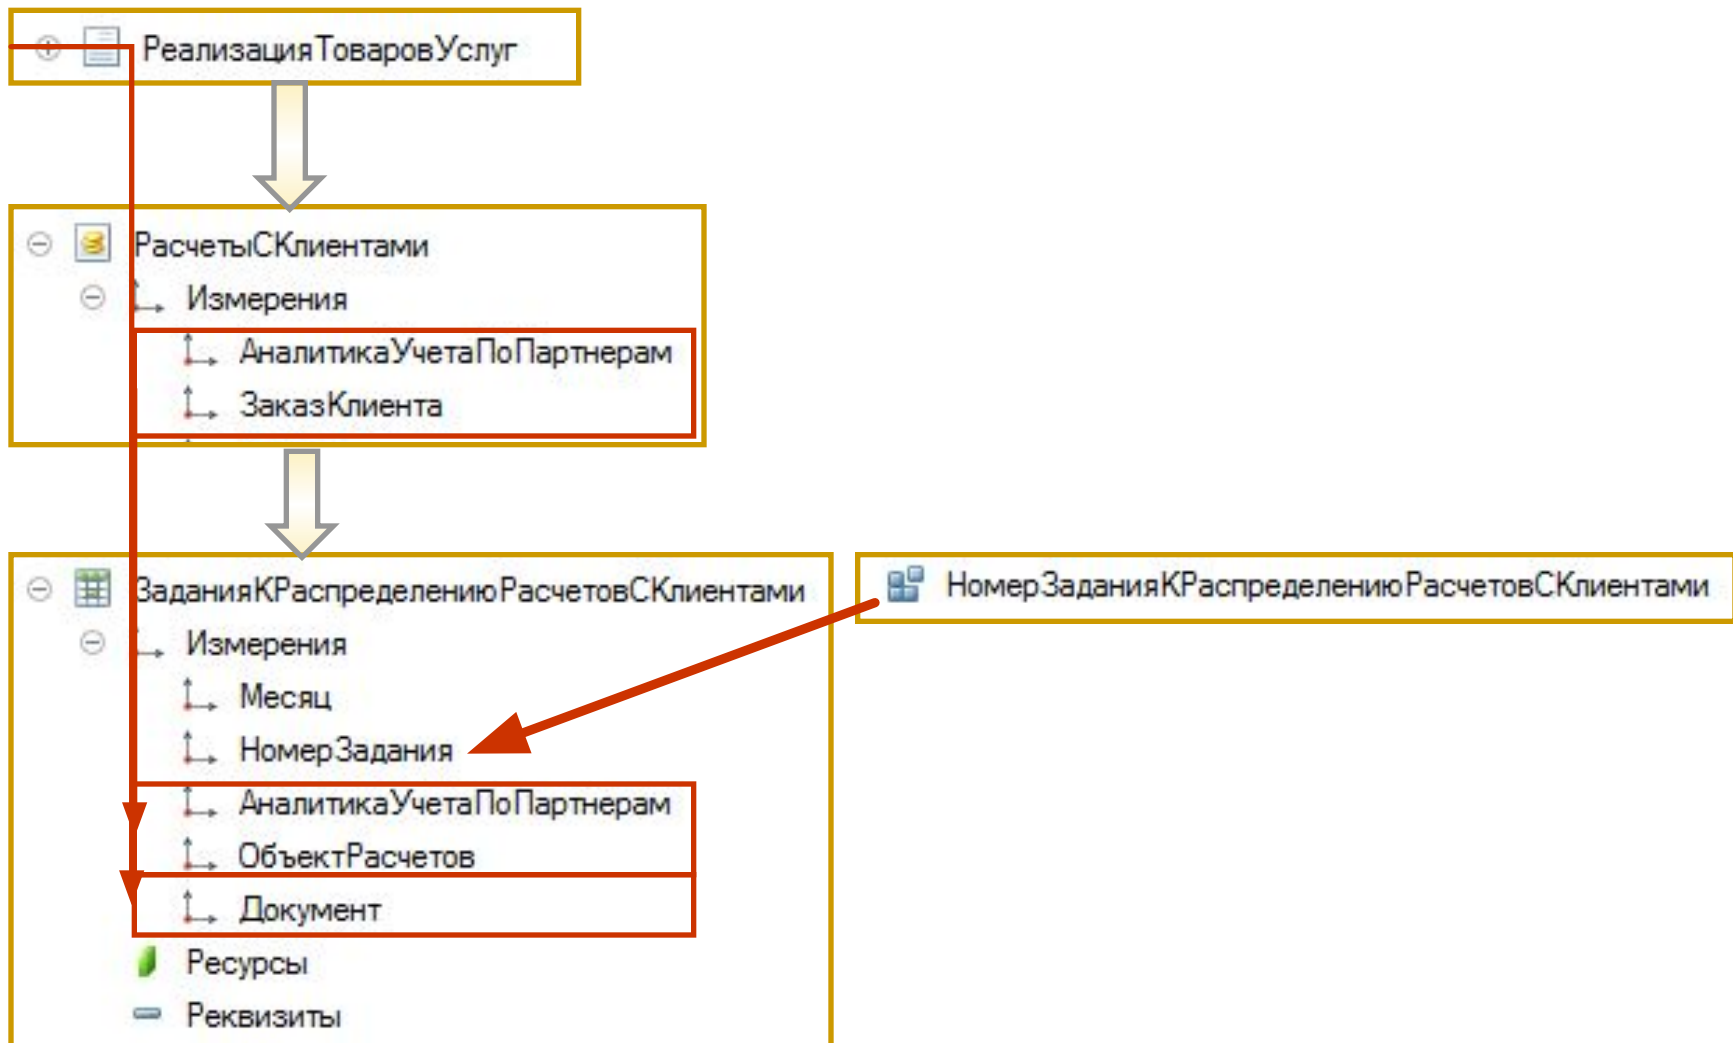 РеализацияТоваровУслуг
РасчетыСКлиентами
Измерения
АналитикаУчетаПоПартнерам
ЗаказКлиента
ЗаданияКРаспределениюРасчетовСКлиентами
НомерЗаданияКРаспределениюРасчетовСКлиентами
Измерения
Месяц
НомерЗадания
АналитикаУчетаПоПартнерам
ОбъектРасчетов
Документ
Ресурсы
Реквизиты